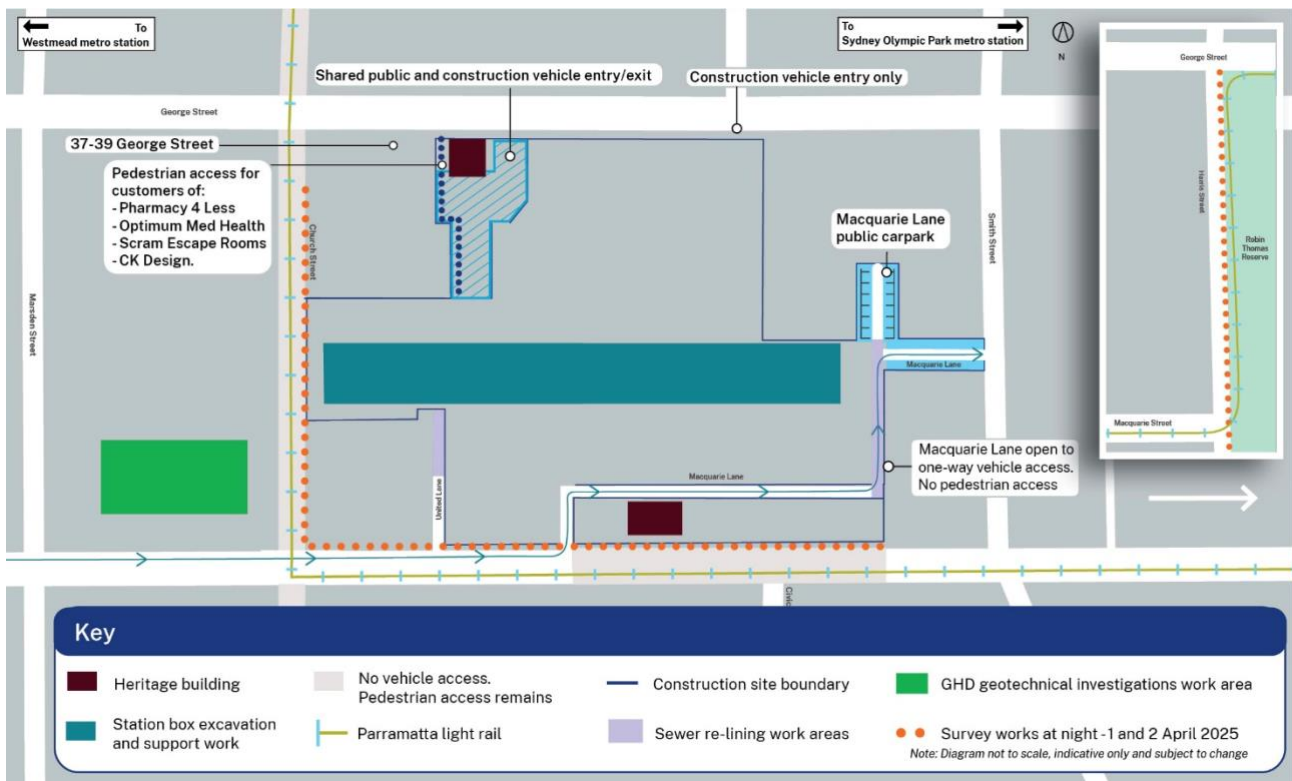 To
Westmead metro station
To
Sydney Olympic Park metro station
N
George Street
Shared public and construction vehicle entry/exit
Construction vehicle entry only
George Street
37-39 George Street
Pedestrian access for
customers of:
- Pharmacy 4 Less
- Optimum Med Health
- Scram Escape Rooms
- CK Design.
Church Street
Marsden Street
Macquarie Lane
public carpark
Smith Street
Harris Street
Robin
Thomas
Reserve
Macquarie Street
Macquarie Lane
Macquarie Lane open to
one-way vehicle access.
No pedestrian access
Macquarie Lane
United Lane
Civic
Key
Heritage building
No vehicle access.
Pedestrian access remains
Construction site boundary
GHD geotechnical investigations work area
Station box excavation
and support work
Parramatta light rail
Sewer re-lining work areas
Survey works at night -1 and 2 April 2025
Note: Diagram not to scale, indicative only and subject to change